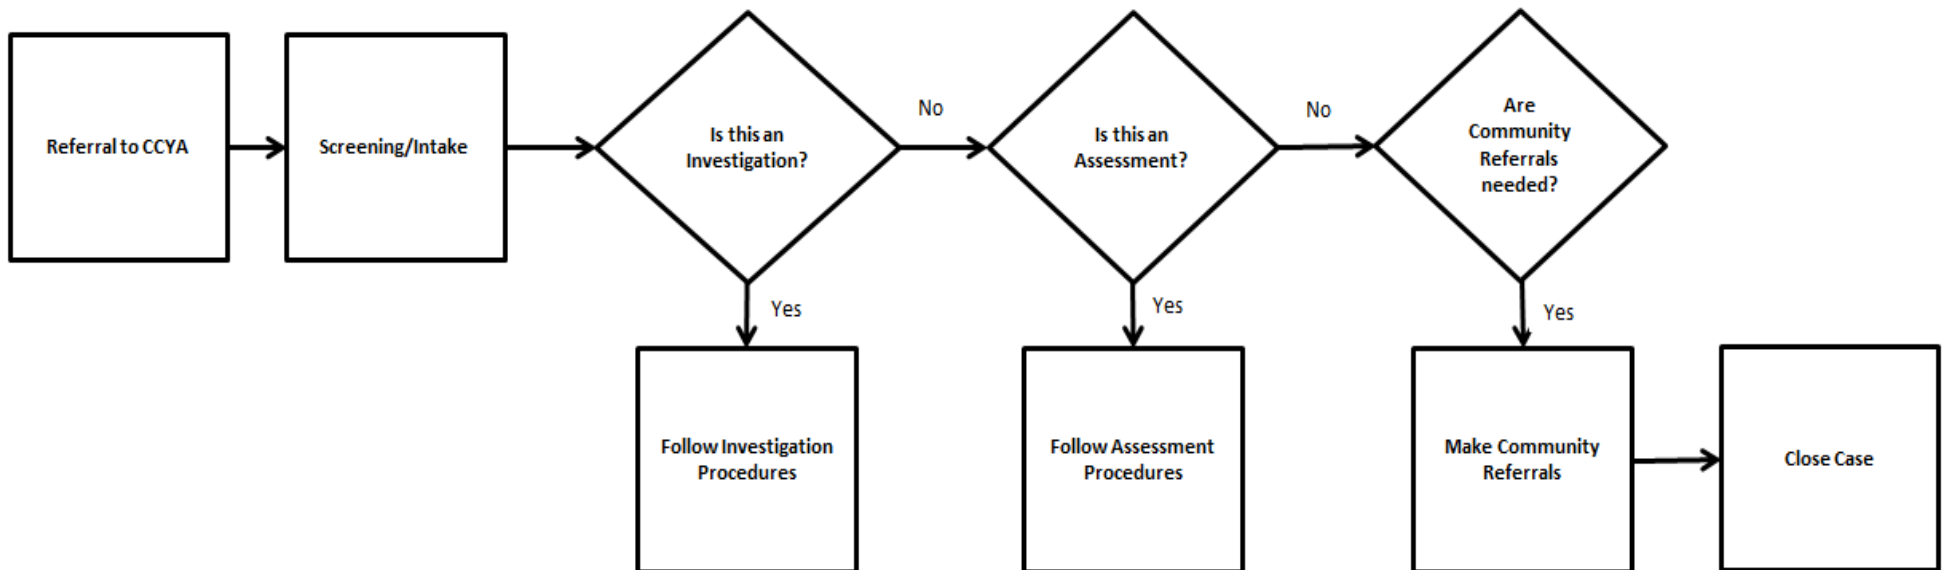 Referral to CCYA
Screening/Intake
Is this an
Investigation?
No
Is this an
Assessment?
No
Are
Community
Referrals
needed?
Yes
Yes
Yes
Follow Investigation
Procedures
Follow Assessment
Procedures
Make Community
Referrals
Close Case